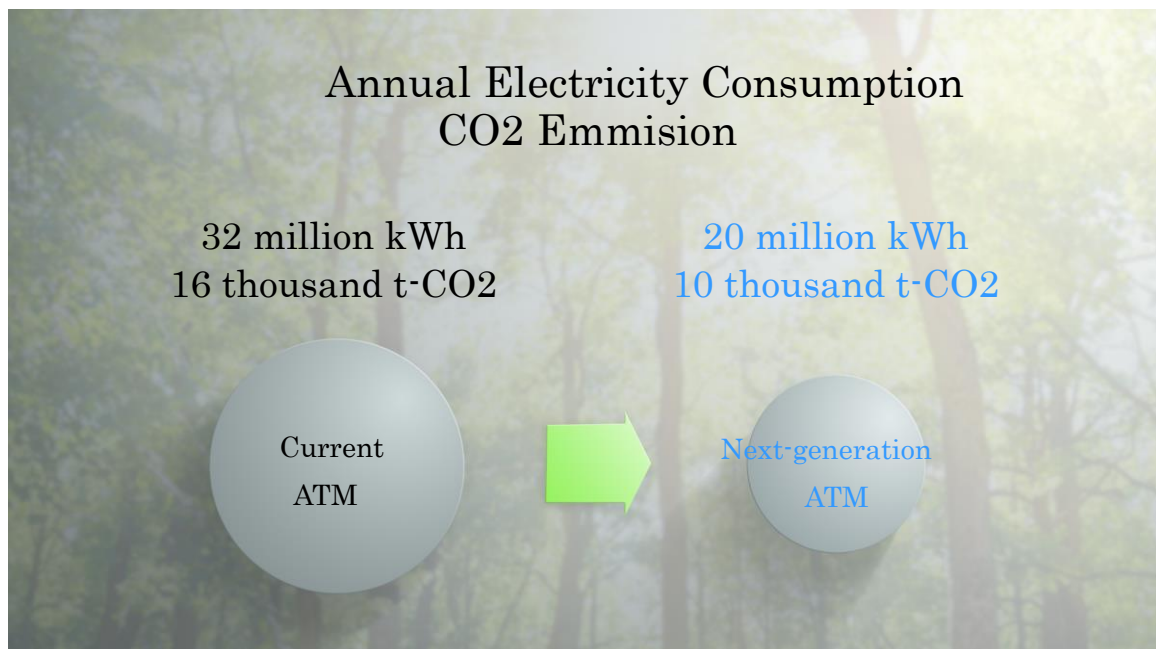 Annual Electricity Consumption
CO2 Emmision
32 million kWh
16 thousand t-CO2
20 million kWh
10 thousand t-CO2
Current
ATM
Next-generation
ATM